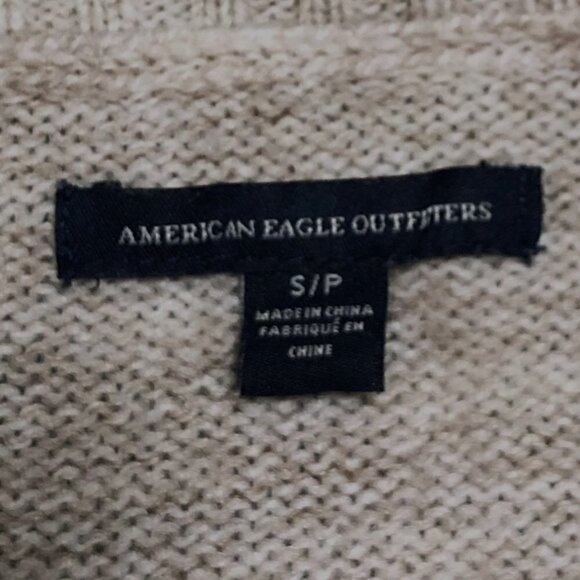 AMERICAN EAGLE OUTFITTERS
S/P
MADE IN CHINA
FABRIQUÉ EN
CHINE